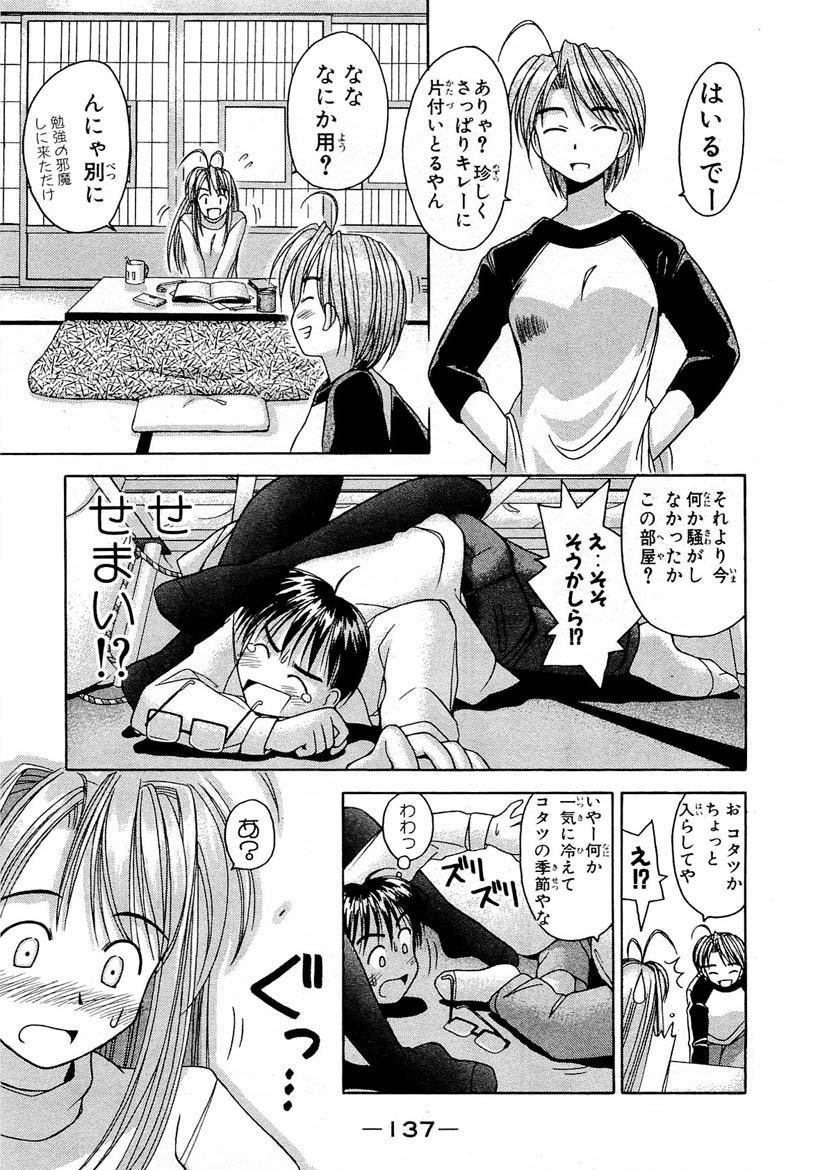 はいるでー
ありゃ？珍しく
さっぱりキレーに
片付いとるやん
なな
なにか用？
んにゃ別に
勉強の邪魔
しに来ただけ
それより今
何か騒がし
なかったか
この部屋？
え‥そそ
そうかしら!?
せ
せまい!?
お コタツか
ちょっと
入らしてや
え!?
いやー何か
一気に冷えて
コタツの季節やな
わわっ
ズリ
ズリ
あ？
ぐっ…
—137—